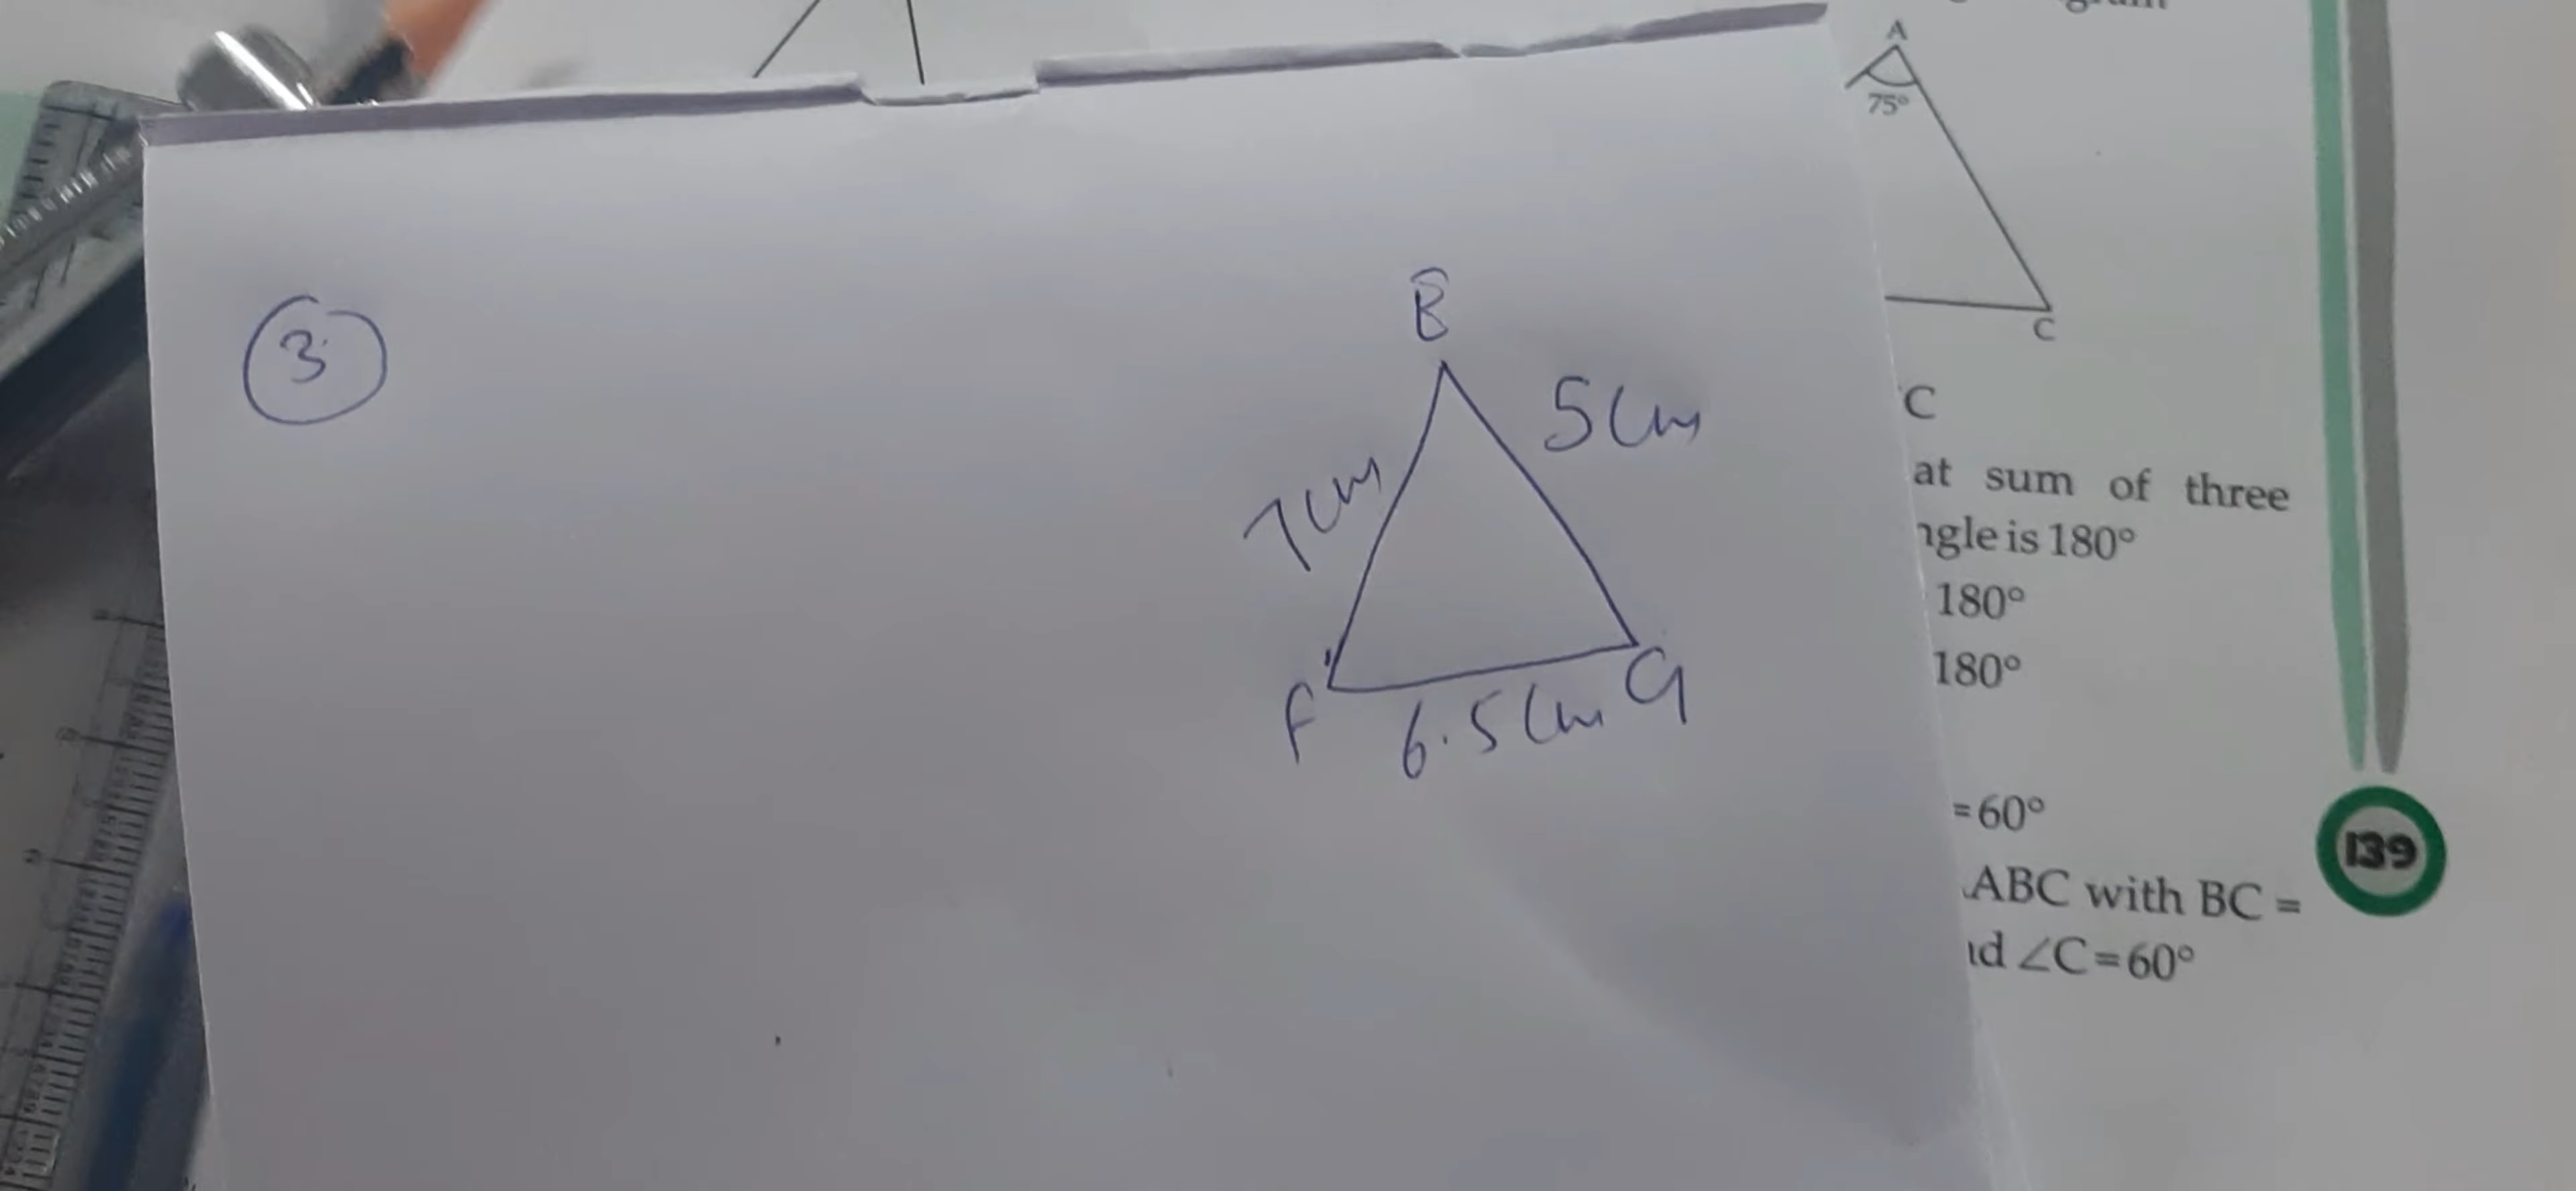 A
75°
C
3
B
5cm
7cm
F
6.5cm
G
C
at sum of three
ngle is 180°
180°
180°
=60°
ABC with BC =
139
∠C=60°